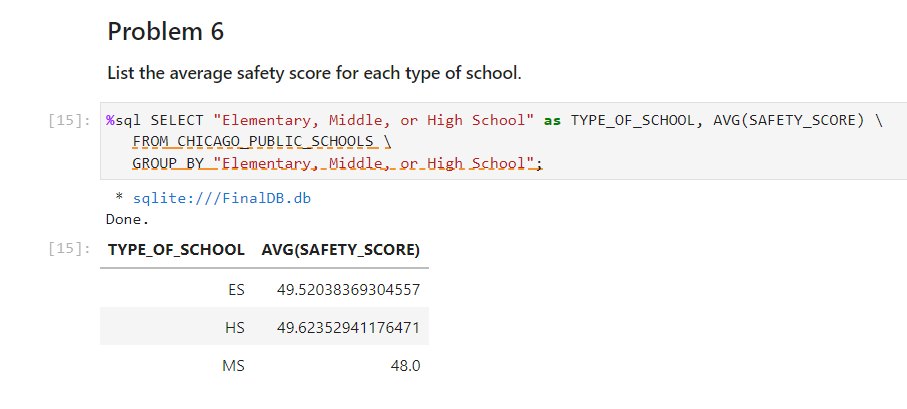 Problem 6
List the average safety score for each type of school.
[15]: %sql SELECT "Elementary, Middle, or High School" as TYPE_OF_SCHOOL, AVG(SAFETY_SCORE) \
FROM CHICAGO_PUBLIC_SCHOOLS \
GROUP BY "Elementary, Middle, or High School";
* sqlite:///FinalDB.db
Done.
[15]: TYPE_OF_SCHOOL AVG(SAFETY_SCORE)
ES 49.52038369304557
HS 49.62352941176471
MS 48.0